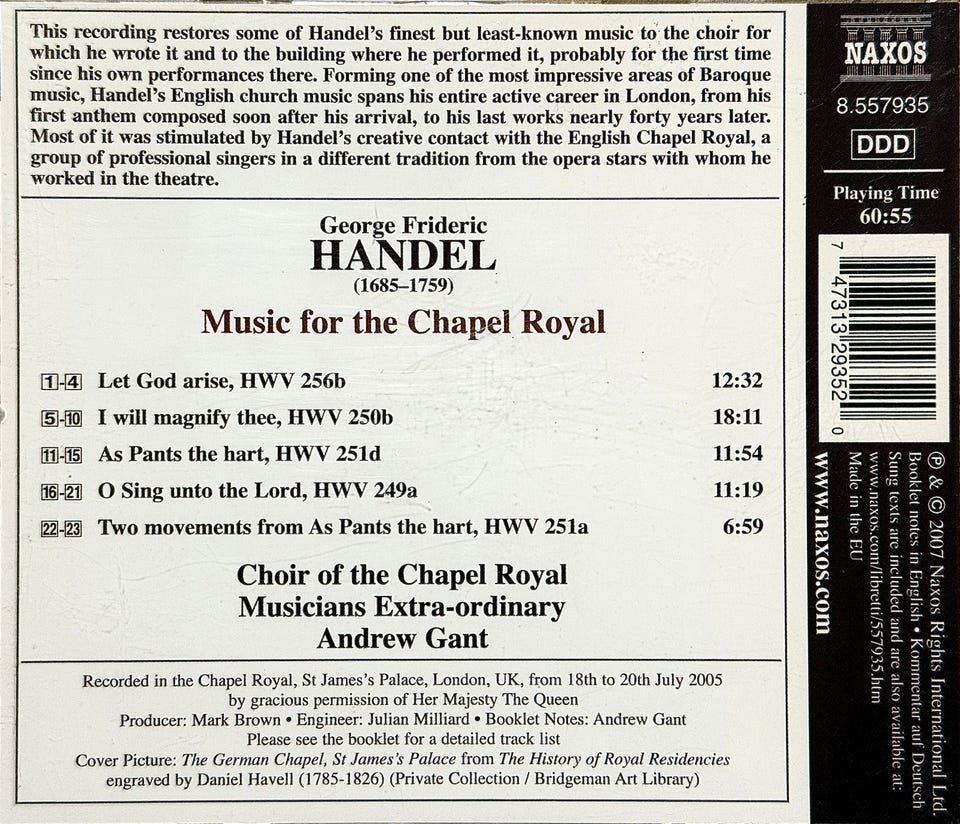 This recording restores some of Handel's finest but least-known music to the choir for
which he wrote it and to the building where he performed it, probably for the first time
since his own performances there. Forming one of the most impressive areas of Baroque
music, Handel's English church music spans his entire active career in London, from his
first anthem composed soon after his arrival, to his last works nearly forty years later.
Most of it was stimulated by Handel's creative contact with the English Chapel Royal, a
group of professional singers in a different tradition from the opera stars with whom he
worked in the theatre.
George Frideric
HANDEL
(1685–1759)
Music for the Chapel Royal
1-4 Let God arise, HWV 256b 12:32
5-10 I will magnify thee, HWV 250b 18:11
11-15 As Pants the hart, HWV 251d 11:54
16-21 O Sing unto the Lord, HWV 249a 11:19
22-23 Two movements from As Pants the hart, HWV 251a 6:59
Choir of the Chapel Royal
Musicians Extra-ordinary
Andrew Gant
Recorded in the Chapel Royal, St James's Palace, London, UK, from 18th to 20th July 2005
by gracious permission of Her Majesty The Queen
Producer: Mark Brown • Engineer: Julian Milliard • Booklet Notes: Andrew Gant
Please see the booklet for a detailed track list
Cover Picture: The German Chapel, St James's Palace from The History of Royal Residencies
engraved by Daniel Havell (1785-1826) (Private Collection / Bridgeman Art Library)
NAXOS
8.557935
DDD
Playing Time
60:55
7 47313 29352 0
℗ & © 2007 Naxos Rights International Ltd.
Booklet notes in English • Kommentar auf Deutsch
Sung texts are included and are also available at:
www.naxos.com/libretti/557935.htm
Made in the EU
www.naxos.com